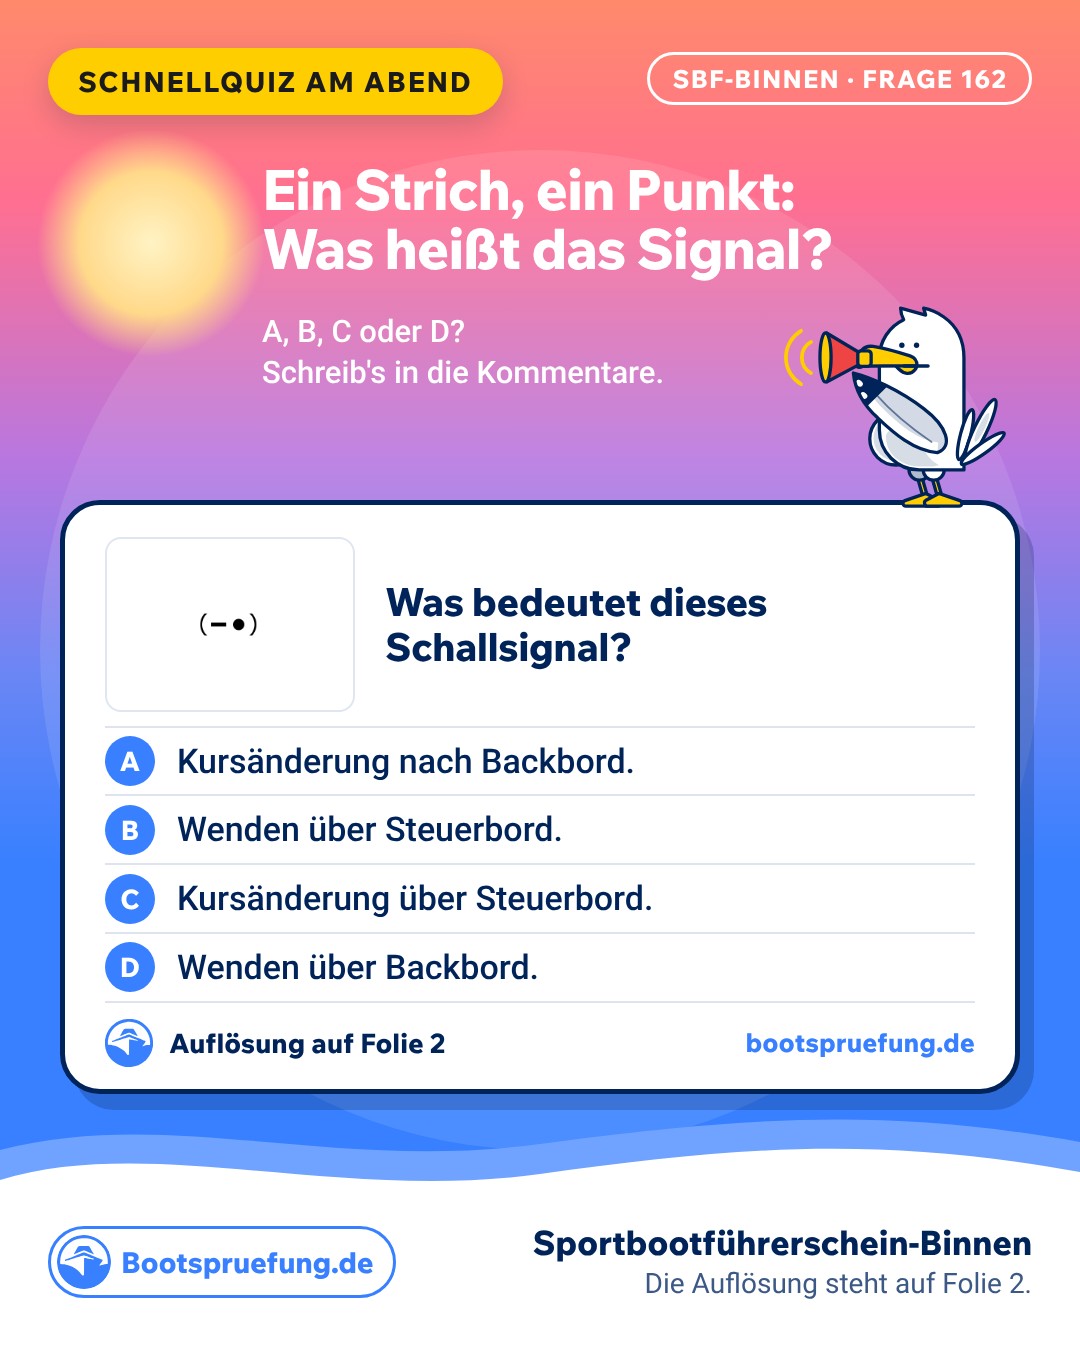 SCHNELLQUIZ AM ABEND
SBF-BINNEN · FRAGE 162
Ein Strich, ein Punkt:
Was heißt das Signal?
A, B, C oder D?
Schreib's in die Kommentare.
(–●)
Was bedeutet dieses
Schallsignal?
A Kursänderung nach Backbord.
B Wenden über Steuerbord.
C Kursänderung über Steuerbord.
D Wenden über Backbord.
Auflösung auf Folie 2
bootspruefung.de
Bootspruefung.de
Sportbootführerschein-Binnen
Die Auflösung steht auf Folie 2.